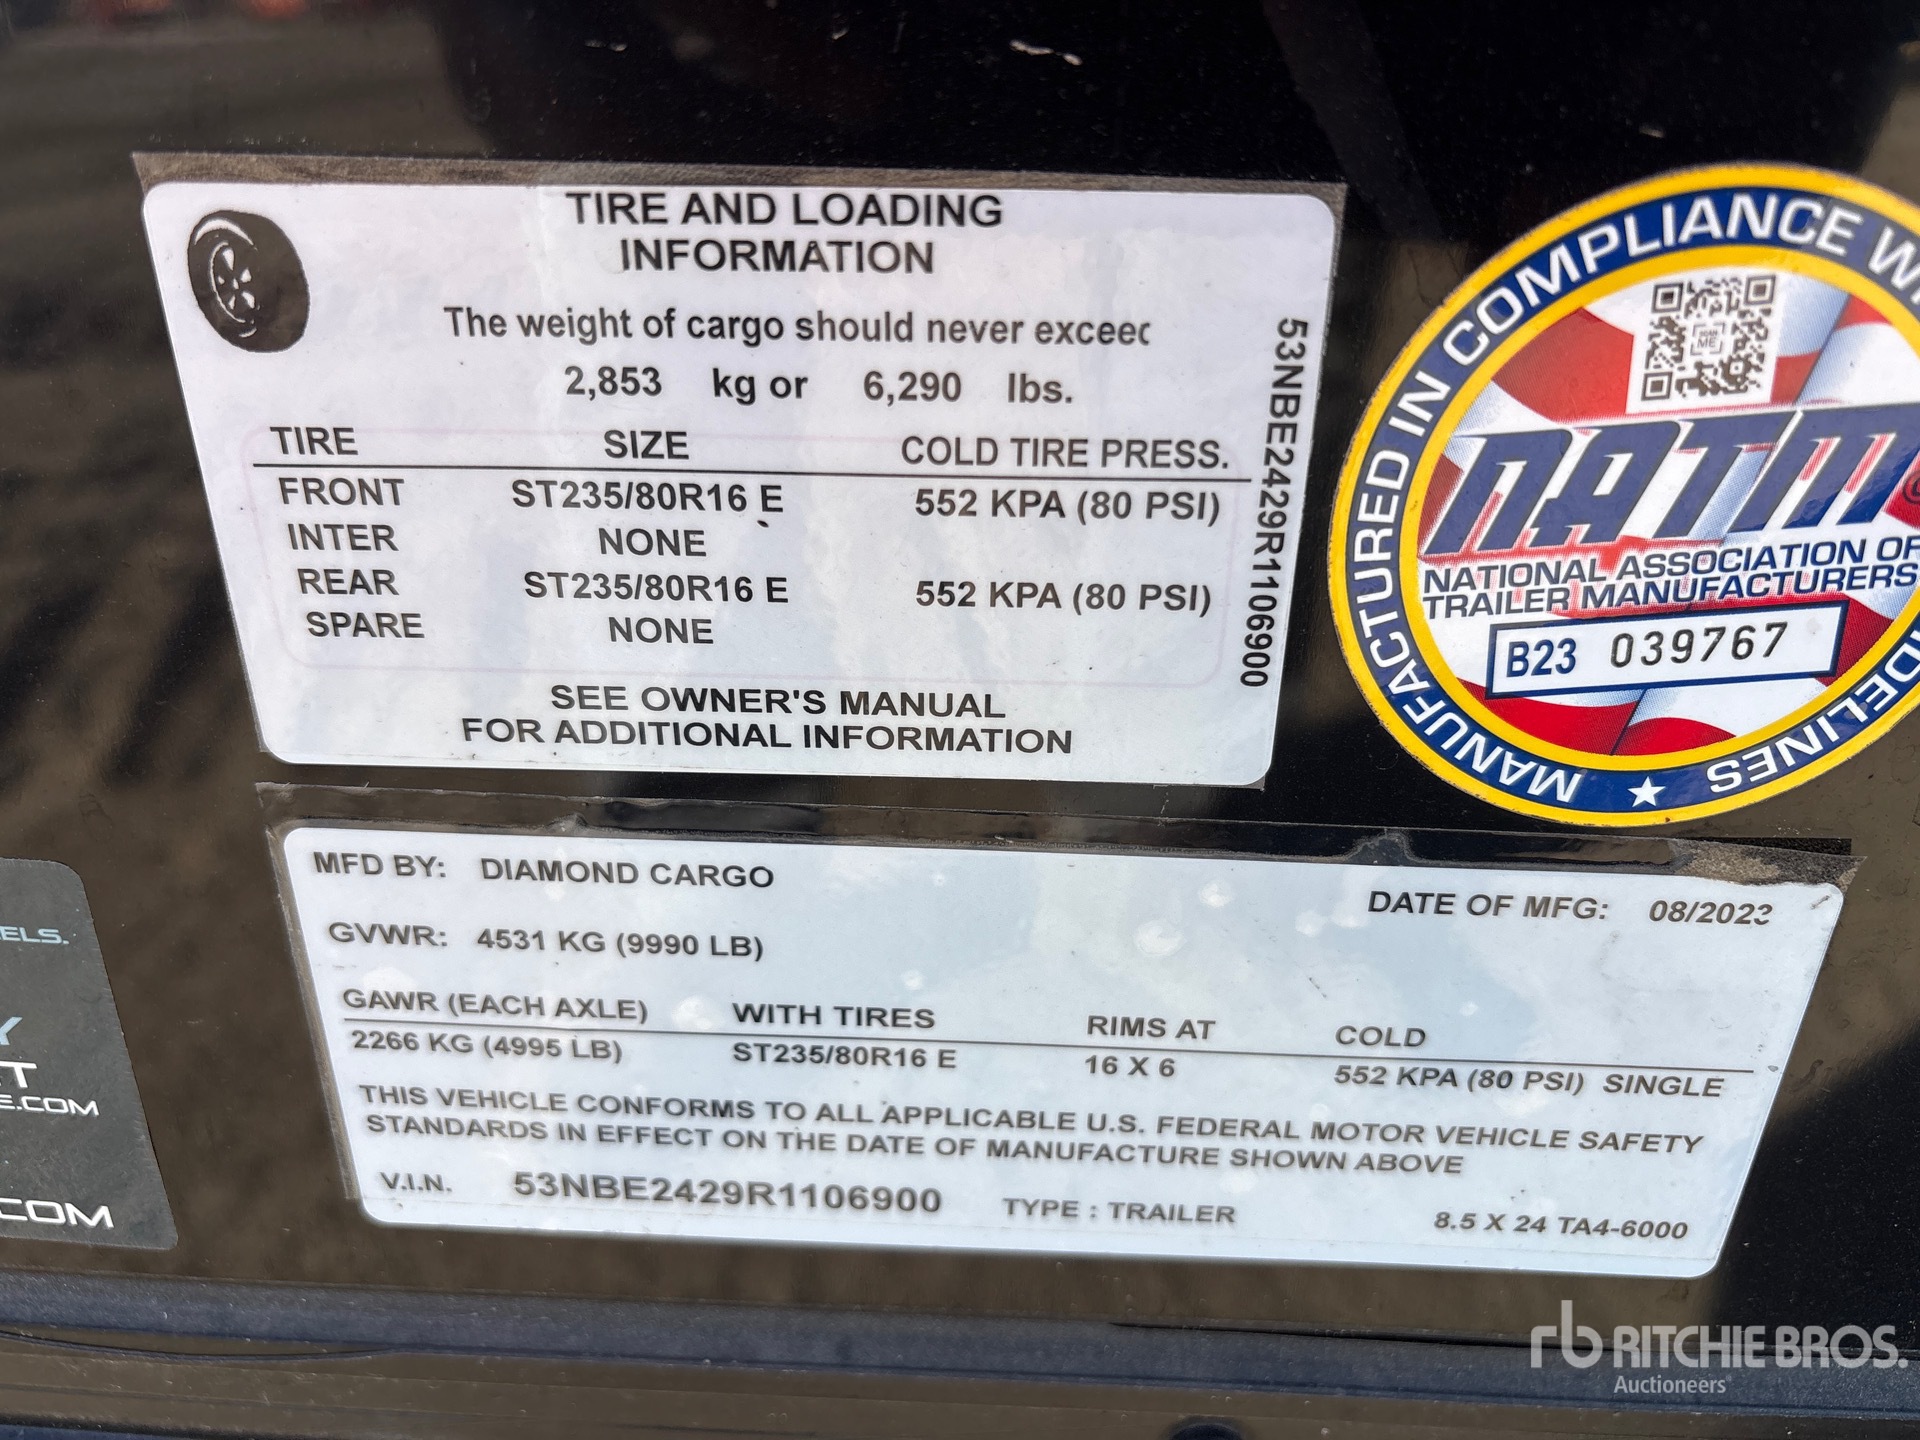 TIRE AND LOADING
INFORMATION
The weight of cargo should never exceed
2,853 kg or 6,290 lbs.
TIRE SIZE COLD TIRE PRESS.
FRONT ST235/80R16 E 552 KPA (80 PSI)
INTER NONE
REAR ST235/80R16 E 552 KPA (80 PSI)
SPARE NONE
SEE OWNER'S MANUAL
FOR ADDITIONAL INFORMATION
53NBE2429R1106900
MANUFACTURED IN COMPLIANCE
SCAN
ME
NATM
NATIONAL ASSOCIATION OF
TRAILER MANUFACTURERS
B23 039767
MFD BY: DIAMOND CARGO
DATE OF MFG: 08/2023
GVWR: 4531 KG (9990 LB)
GAWR (EACH AXLE) WITH TIRES RIMS AT COLD
2266 KG (4995 LB) ST235/80R16 E 16 X 6 552 KPA (80 PSI) SINGLE
THIS VEHICLE CONFORMS TO ALL APPLICABLE U.S. FEDERAL MOTOR VEHICLE SAFETY
STANDARDS IN EFFECT ON THE DATE OF MANUFACTURE SHOWN ABOVE
V.I.N. 53NBE2429R1106900 TYPE : TRAILER 8.5 X 24 TA4-6000
rb RITCHIE BROS.
Auctioneers